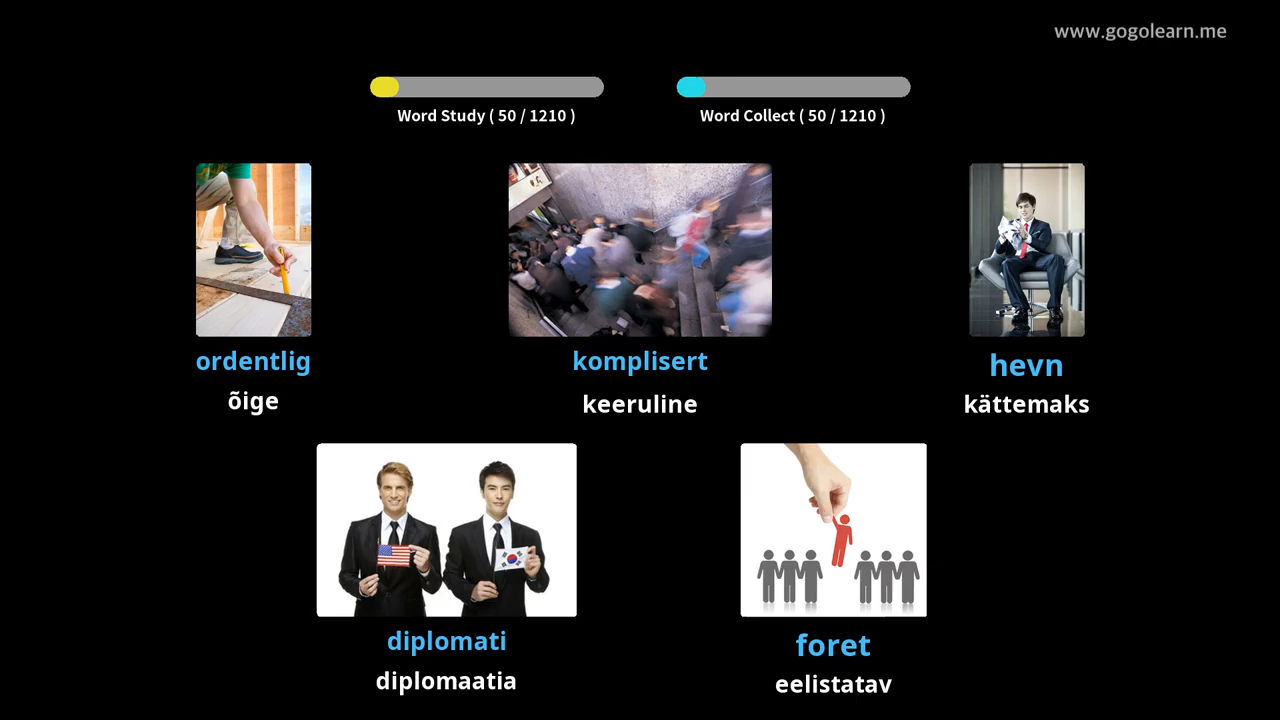 www.gogolearn.me
Word Study ( 50 / 1210 )
Word Collect ( 50 / 1210 )
ordentlig
õige
komplisert
keeruline
hevn
kättemaks
diplomati
diplomaatia
foret
eelistatav